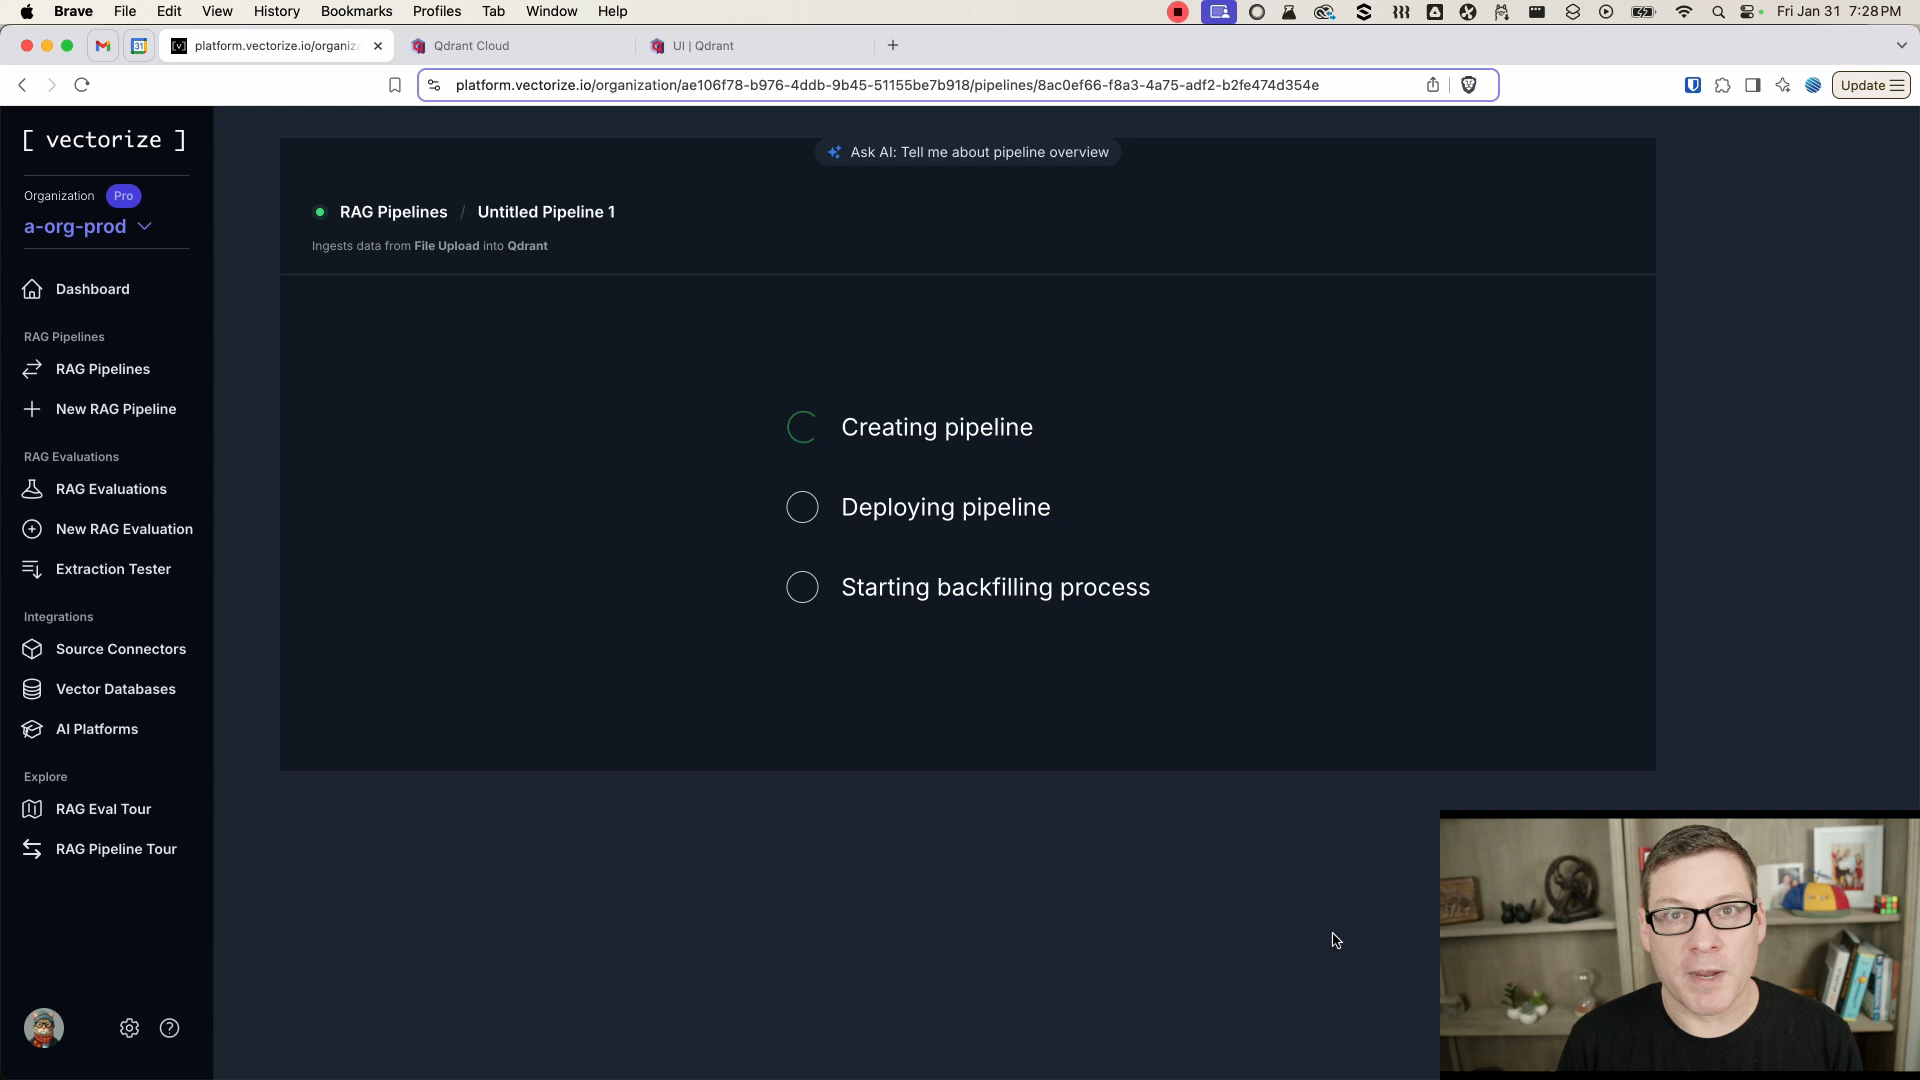 Brave File Edit View History Bookmarks Profiles Tab Window Help
Fri Jan 31 7:28 PM
31 platform.vectorize.io/organiz
Qdrant Cloud
UI | Qdrant
platform.vectorize.io/organization/ae106f78-b976-4ddb-9b45-51155be7b918/pipelines/8ac0ef66-f8a3-4a75-adf2-b2fe474d354e
Update
[ vectorize ]
Organization Pro
a-org-prod
Dashboard
RAG Pipelines
RAG Pipelines
New RAG Pipeline
RAG Evaluations
RAG Evaluations
New RAG Evaluation
Extraction Tester
Integrations
Source Connectors
Vector Databases
AI Platforms
Explore
RAG Eval Tour
RAG Pipeline Tour
Ask AI: Tell me about pipeline overview
RAG Pipelines / Untitled Pipeline 1
Ingests data from File Upload into Qdrant
Creating pipeline
Deploying pipeline
Starting backfilling process